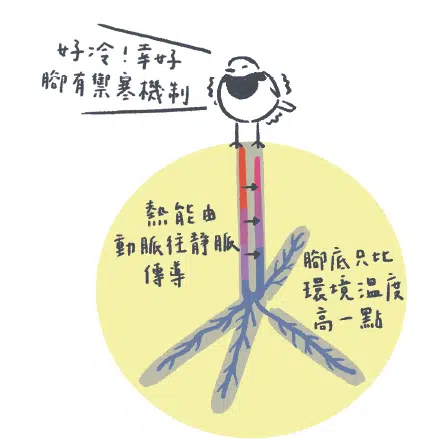 好冷！幸好
腳有禦寒機制
熱能由
動脈往靜脈
傳導
腳底只比
環境溫度
高一點